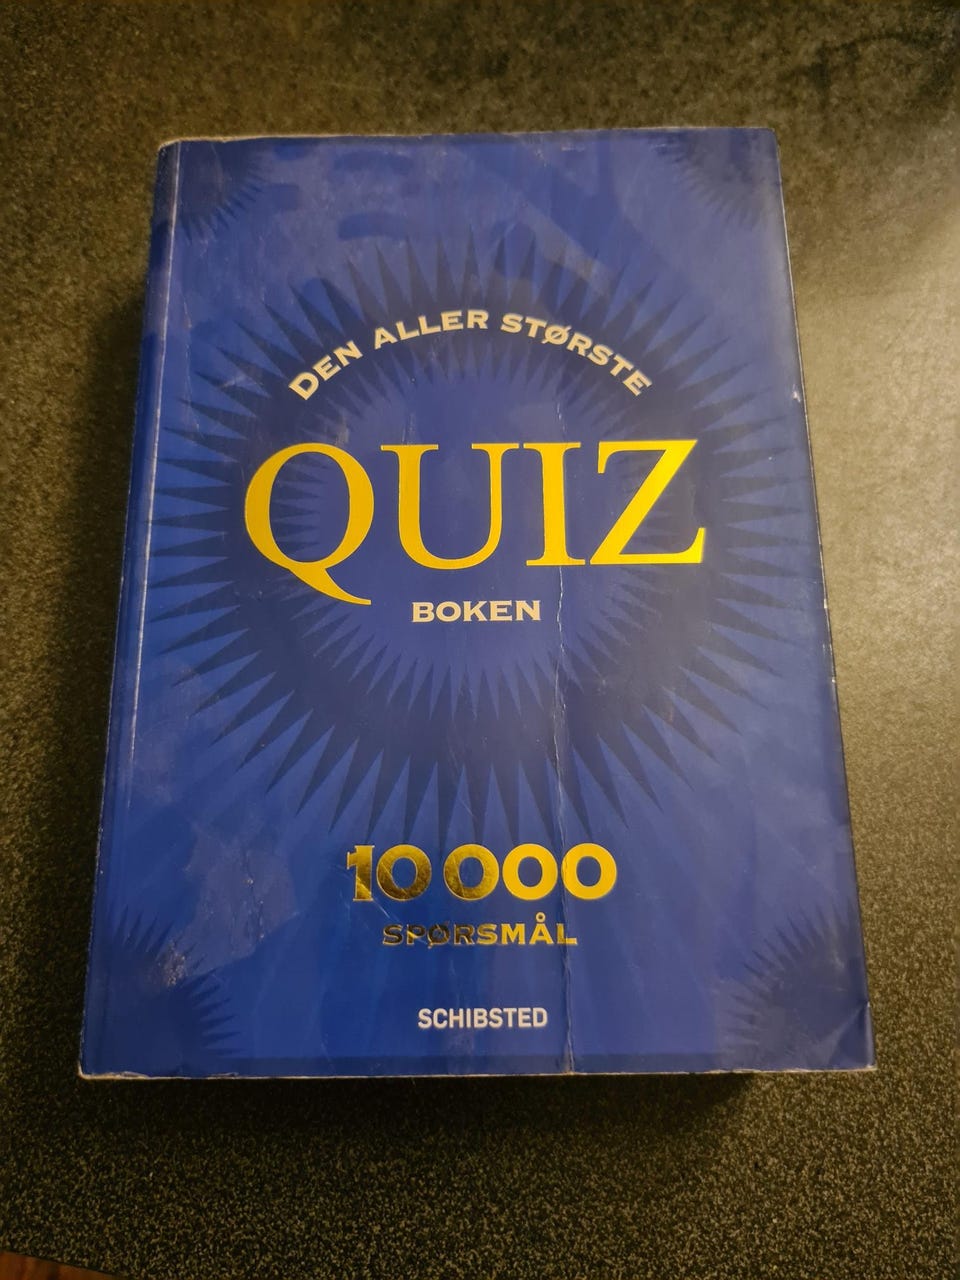 DEN ALLER STØRSTE
QUIZ
BOKEN
10 000
SPØRSMÅL
SCHIBSTED